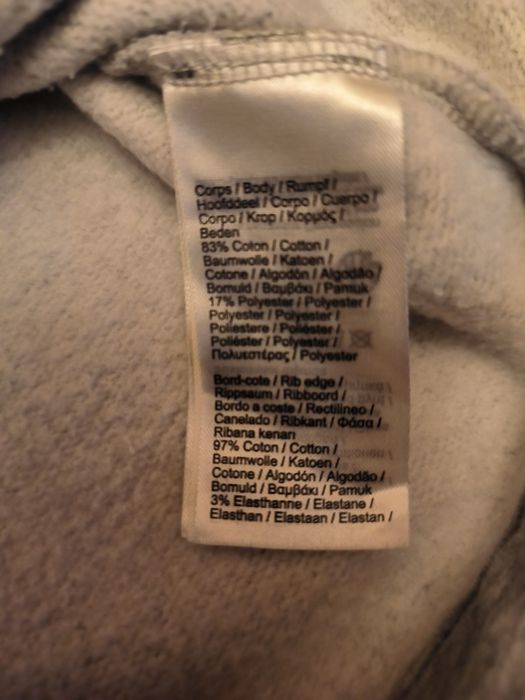 Corps / Body / Rumpf /
Hoofddeel / Corpo / Cuerpo /
Corpo / Krop / Κορμός /
Beden
83% Coton / Cotton /
Baumwolle / Katoen /
Cotone / Algodón / Algodão /
Bomuld / Βαμβάκι / Pamuk
17% Polyester / Polyester /
Polyester / Polyester /
Poliestere / Poliéster /
Poliéster / Polyester /
Πολυεστέρας / Polyester
Bord-cote / Rib edge /
Rippsaum / Ribboord /
Bordo a coste / Rectilineo /
Canelado / Ribkant / Φάσα /
Ribana kenarı
97% Coton / Cotton /
Baumwolle / Katoen /
Cotone / Algodón / Algodão /
Bomuld / Βαμβάκι / Pamuk
3% Elasthanne / Elastane /
Elasthan / Elastaan / Elastan /